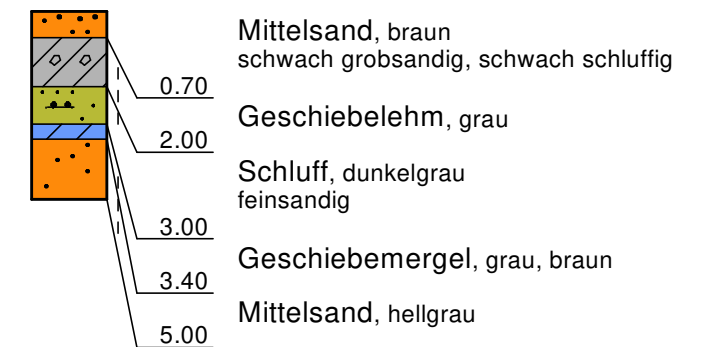 Mittelsand, braun
schwach grobsandig, schwach schluffig
0.70
Geschiebelehm, grau
2.00
Schluff, dunkelgrau
feinsandig
3.00
Geschiebemergel, grau, braun
3.40
Mittelsand, hellgrau
5.00